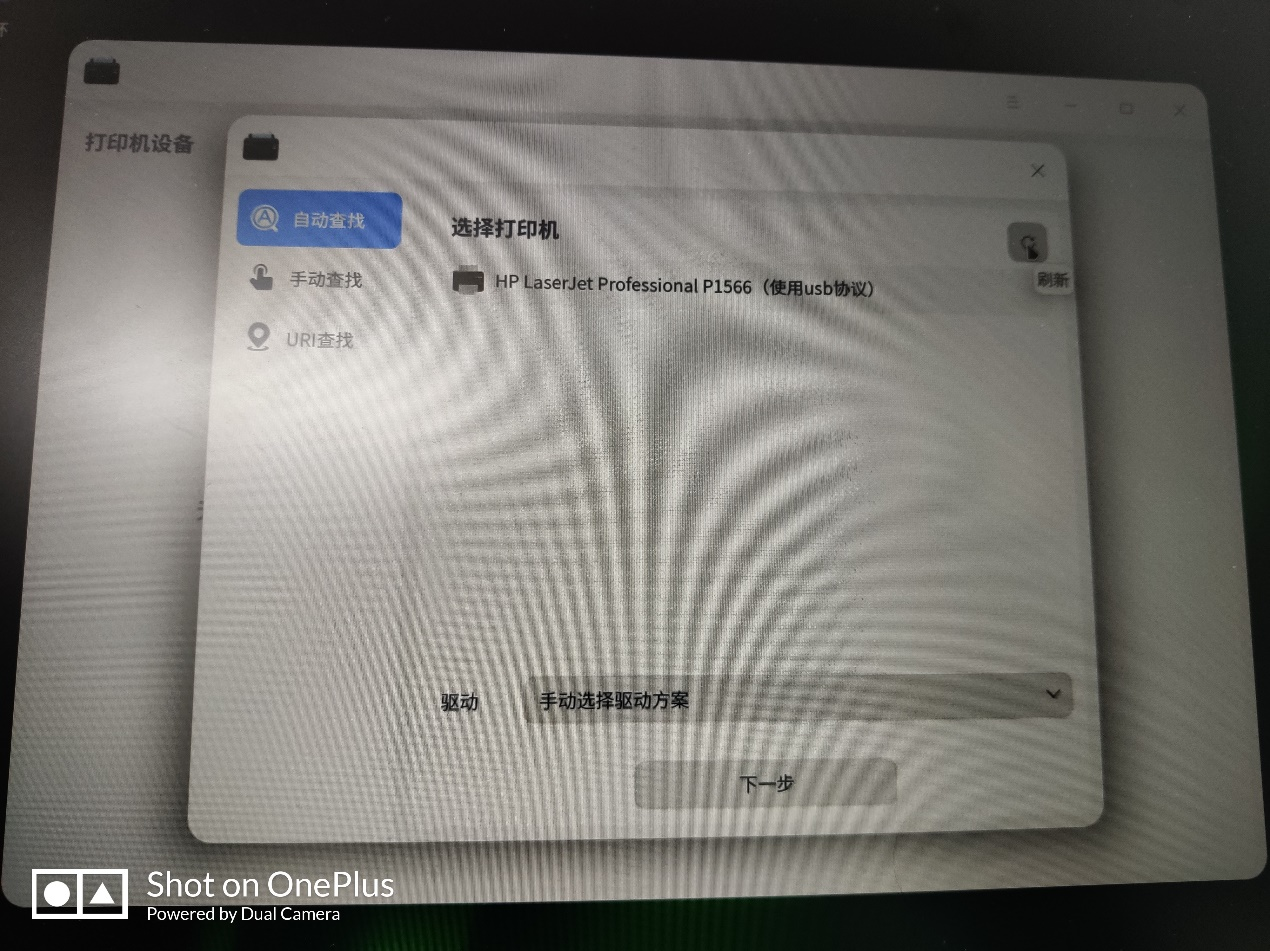 打印机设备
自动查找
手动查找
URI查找
选择打印机
HP LaserJet Professional P1566（使用usb协议）
刷新
驱动
手动选择驱动方案
下一步
Shot on OnePlus
Powered by Dual Camera